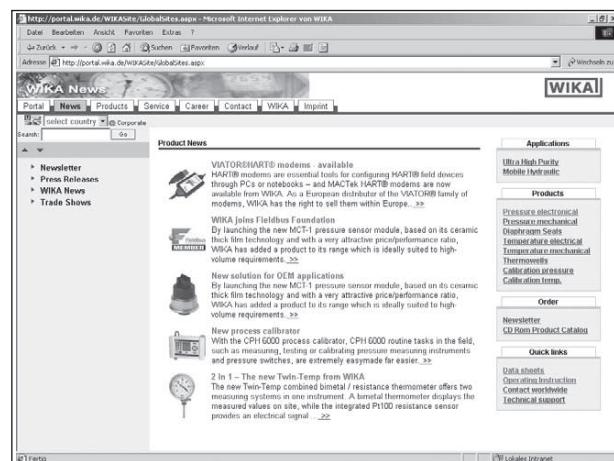 http://portal.wika.de/WIKASite/GlobalSites.aspx - Microsoft Internet Explorer von WIKA
Datei Bearbeiten Ansicht Favoriten Extras ?
Zurück Suchen Favoriten Verlauf
Adresse http://portal.wika.de/WIKASite/GlobalSites.aspx Wechseln zu
WIKA News
WIKA
Portal News Products Service Career Contact WIKA Imprint
select country Corporate
Search: Go
Newsletter
Press Releases
WIKA News
Trade Shows
Product News
VIATOR®HART® modems - available
HART® modems are essential tools for configuring HART® field devices
through PCs or notebooks – and MACTek HART® modems are now
available from WIKA. As a European distributor of the VIATOR® family of
modems, WIKA has the right to sell them within Europe...>>
WIKA joins Fieldbus Foundation
By launching the new MCT-1 pressure sensor module, based on its ceramic
thick film technology and with a very attractive price/performance ratio,
WIKA has added a product to its range which is ideally suited to high-
volume requirements..>>
Fieldbus
MEMBER
New solution for OEM applications
By launching the new MCT-1 pressure sensor module, based on its ceramic
thick film technology and with a very attractive price/performance ratio,
WIKA has added a product to its range which is ideally suited to high-
volume requirements..>>
New process calibrator
With the CPH 6000 process calibrator, CPH 6000 routine tasks in the field,
such as measuring, testing or calibrating pressure measuring instruments
and pressure switches, are extremely easymade far easier. >>
2 in 1 – The new Twin-Temp from WIKA
The new Twin-Temp combined bimetal / resistance thermometer offers two
measuring systems in one instrument. A bimetal thermometer displays the
measured values on site, while the integrated Pt100 resistance sensor
provides an electrical signal ...>>
Applications
Ultra High Purity
Mobile Hydraulic
Products
Pressure electronical
Pressure mechanical
Diaphragm Seals
Temperature electrical
Temperature mechanical
Thermowells
Calibration pressure
Calibration temp.
Order
Newsletter
CD Rom Product Catalog
Quick links
Data sheets
Operating Instruction
Contact worldwide
Technical support
Fertig
Lokales Intranet